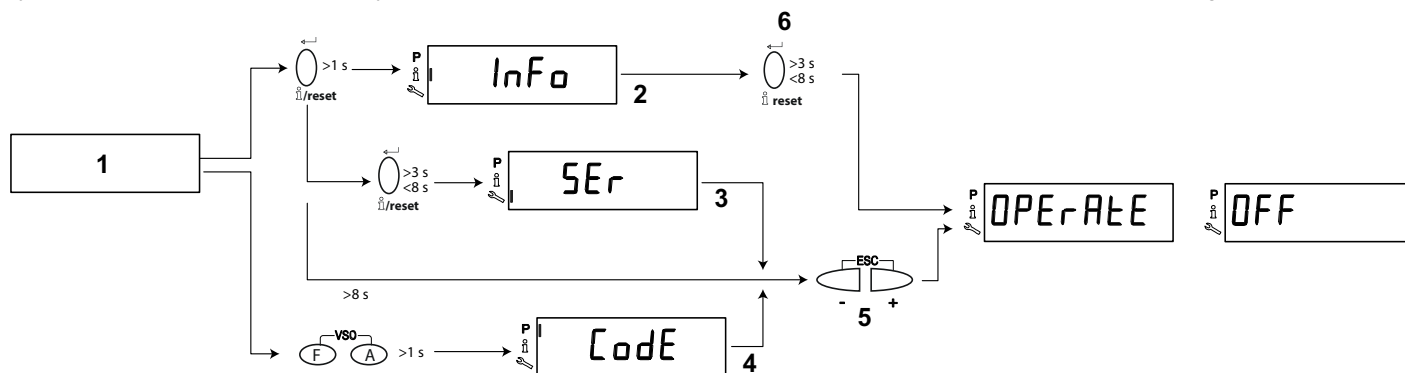 6
>1 s
P
InFo
2
>3 s
<8 s
i/reset
i reset
1
>3 s
<8 s
P
SEr
3
i/reset
P
OPErAtE
P
OFF
ESC
>8 s
- +
5
VSO
F A >1 s
P
CodE
4